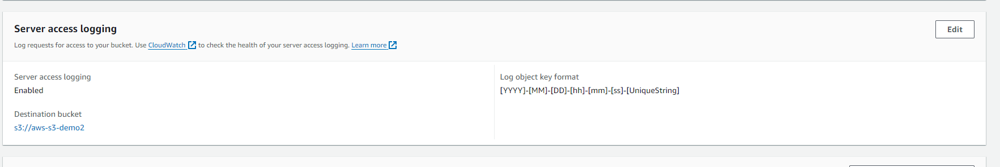 Server access logging
Edit
Log requests for access to your bucket. Use CloudWatch to check the health of your server access logging. Learn more
Server access logging
Enabled
Destination bucket
s3://aws-s3-demo2
Log object key format
[YYYY]-[MM]-[DD]-[hh]-[mm]-[ss]-[UniqueString]